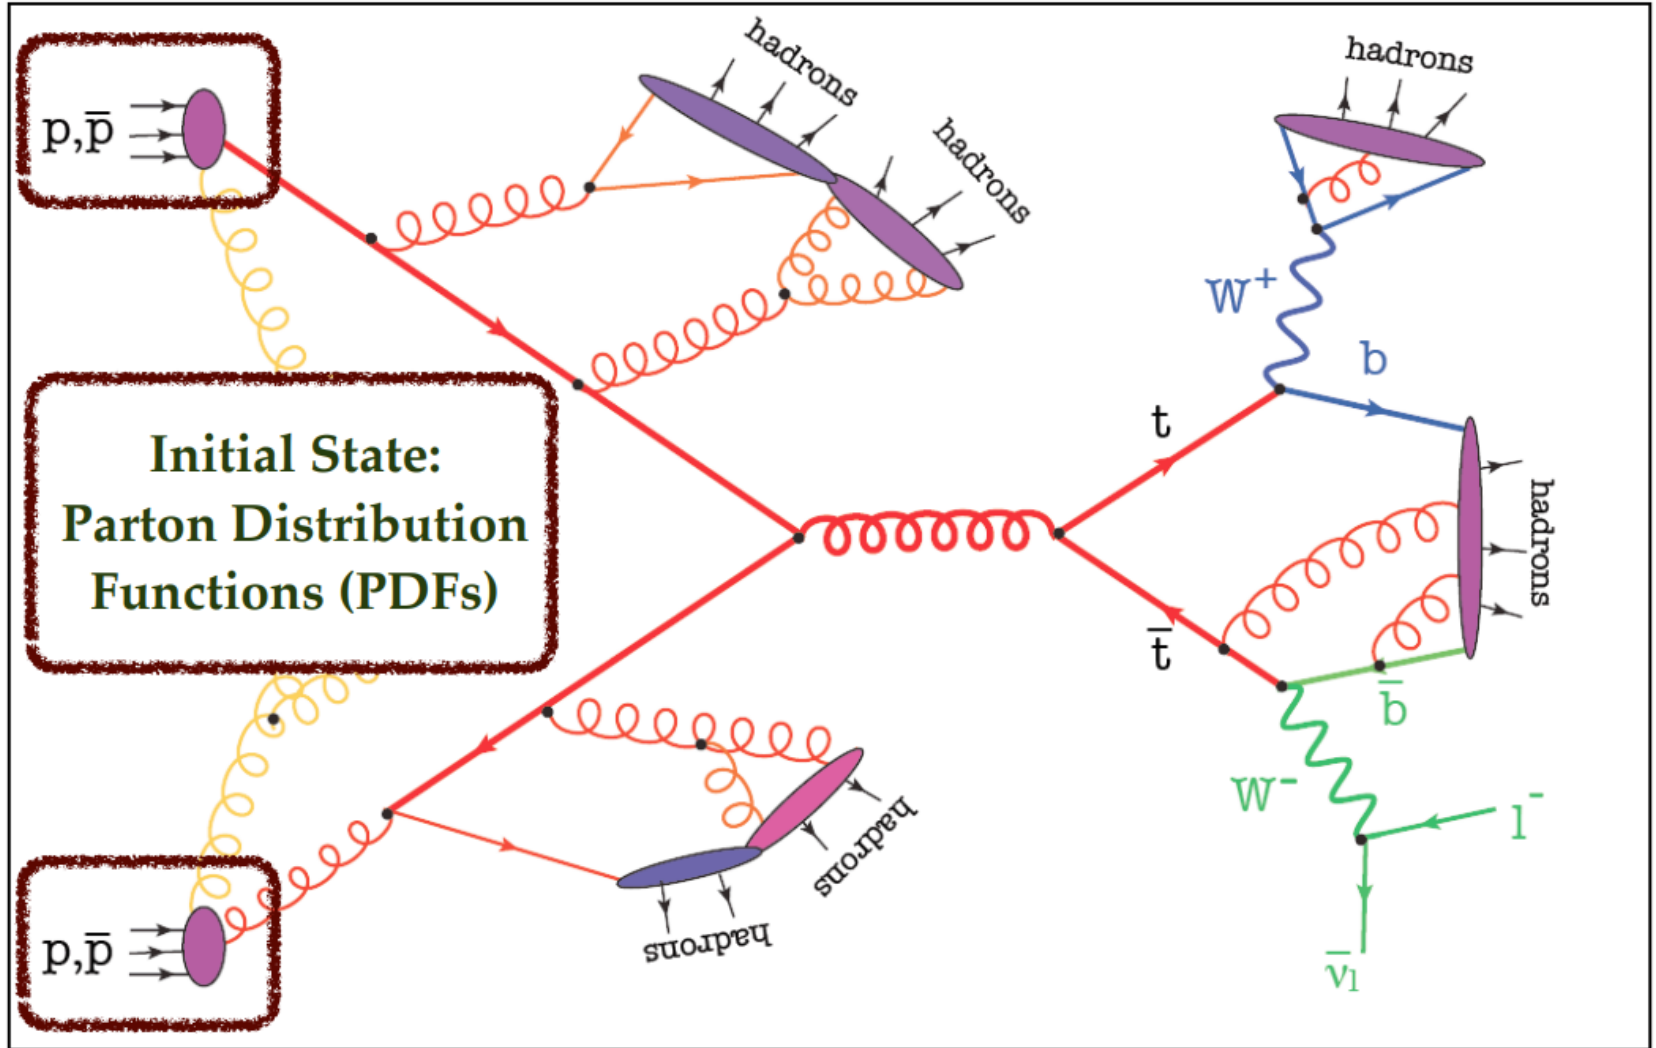 p,p̄
hadrons
hadrons
hadrons
W⁺
b
Initial State:
Parton Distribution
Functions (PDFs)
t
t̄
hadrons
b̄
W⁻
l⁻
hadrons
hadrons
p,p̄
ν̄ₗ